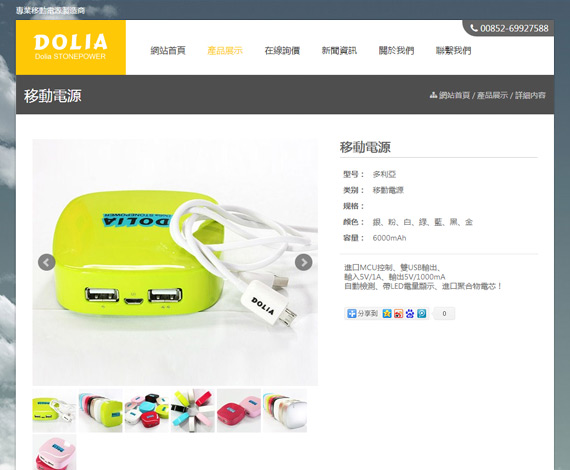 專業移動電源製造商
00852-69927588
DOLIA
Dolia STONEPOWER
網站首頁 產品展示 在線詢價 新聞資訊 關於我們 聯繫我們
移動電源
網站首頁 / 產品展示 / 詳細内容
移動電源
型号： 多利亞
类别： 移動電源
規格：
顏色： 銀、粉、白、綠、藍、黑、金
容量： 6000mAh
進口MCU控制、雙USB輸出、
輸入5V/1A、輸出5V/1000mA
自動檢測、帶LED電量顯示、進口聚合物電芯！
分享到 0
DOLIA
Dolia STONEPOWER
DOLIA